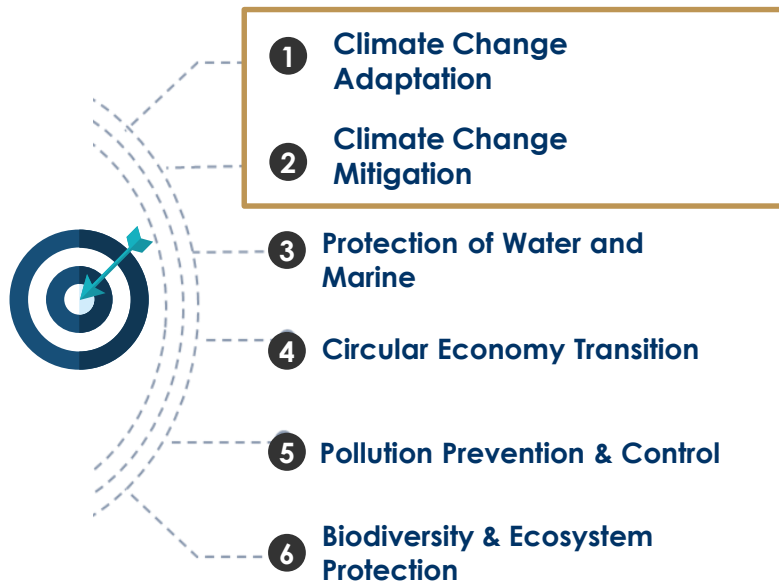 1 Climate Change
Adaptation
2 Climate Change
Mitigation
3 Protection of Water and
Marine
4 Circular Economy Transition
5 Pollution Prevention & Control
6 Biodiversity & Ecosystem
Protection